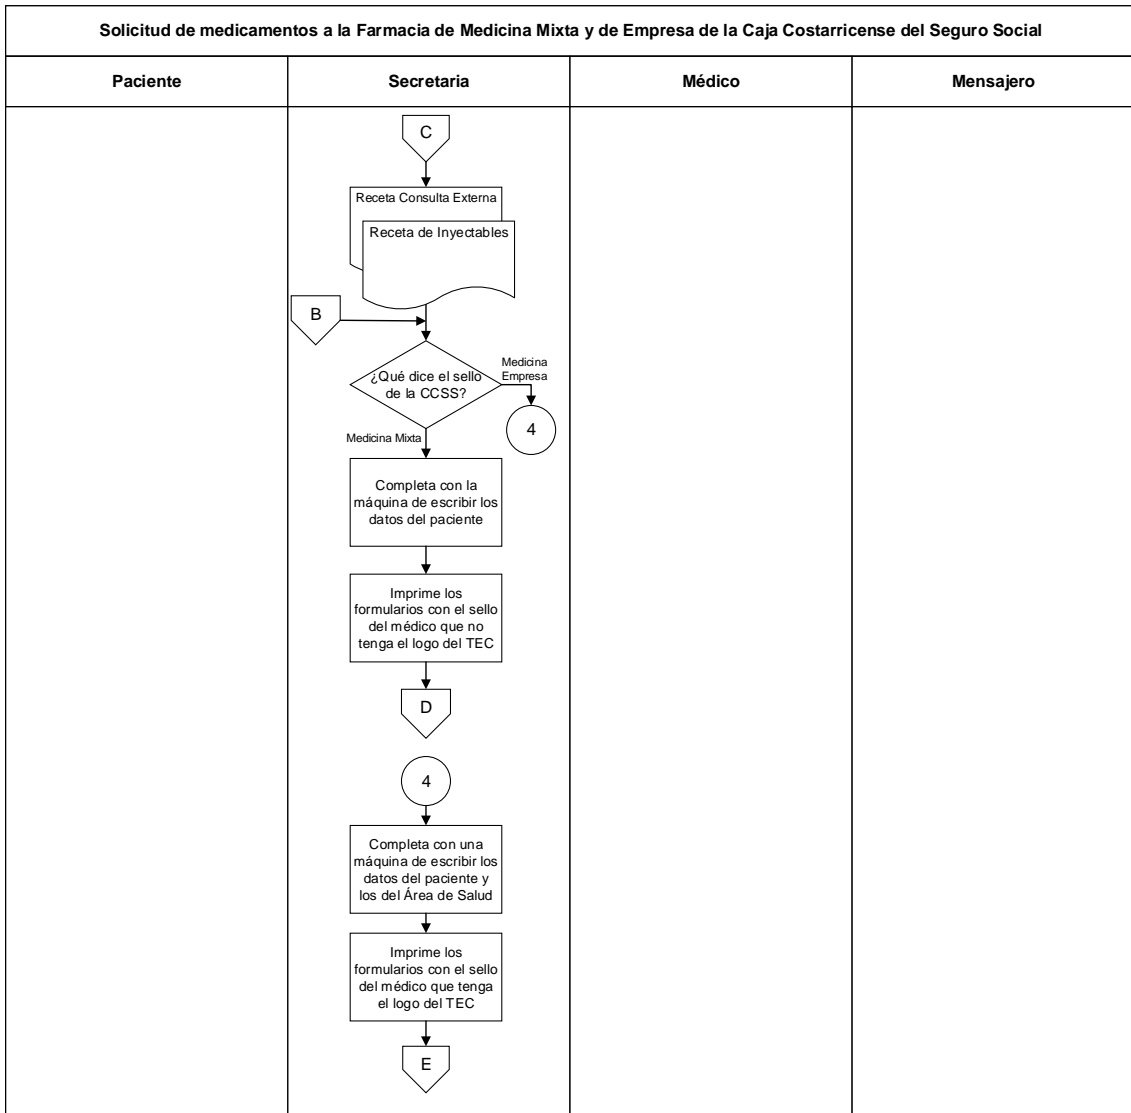 Solicitud de medicamentos a la Farmacia de Medicina Mixta y de Empresa de la Caja Costarricense del Seguro Social
Paciente
Secretaria
Médico
Mensajero
C
Receta Consulta Externa
Receta de Inyectables
B
¿Qué dice el sello
de la CCSS?
Medicina
Empresa
4
Medicina Mixta
Completa con la
máquina de escribir los
datos del paciente
Imprime los
formularios con el sello
del médico que no
tenga el logo del TEC
D
4
Completa con una
máquina de escribir los
datos del paciente y
los del Área de Salud
Imprime los
formularios con el sello
del médico que tenga
el logo del TEC
E